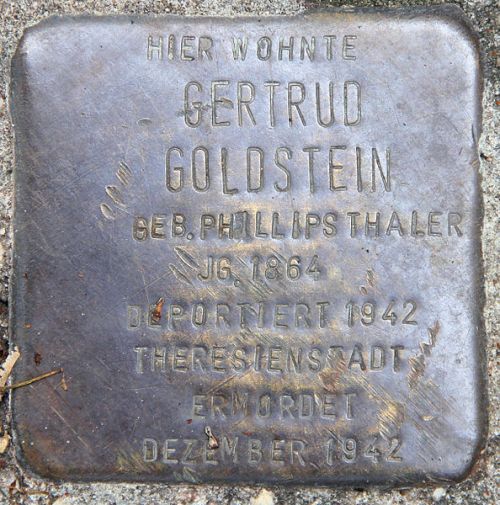 HIER WOHNTE
GERTRUD
GOLDSTEIN
GEB. PHILLIPSTHALER
JG. 1864
DEPORTIERT 1942
THERESIENSTADT
ERMORDET
DEZEMBER 1942